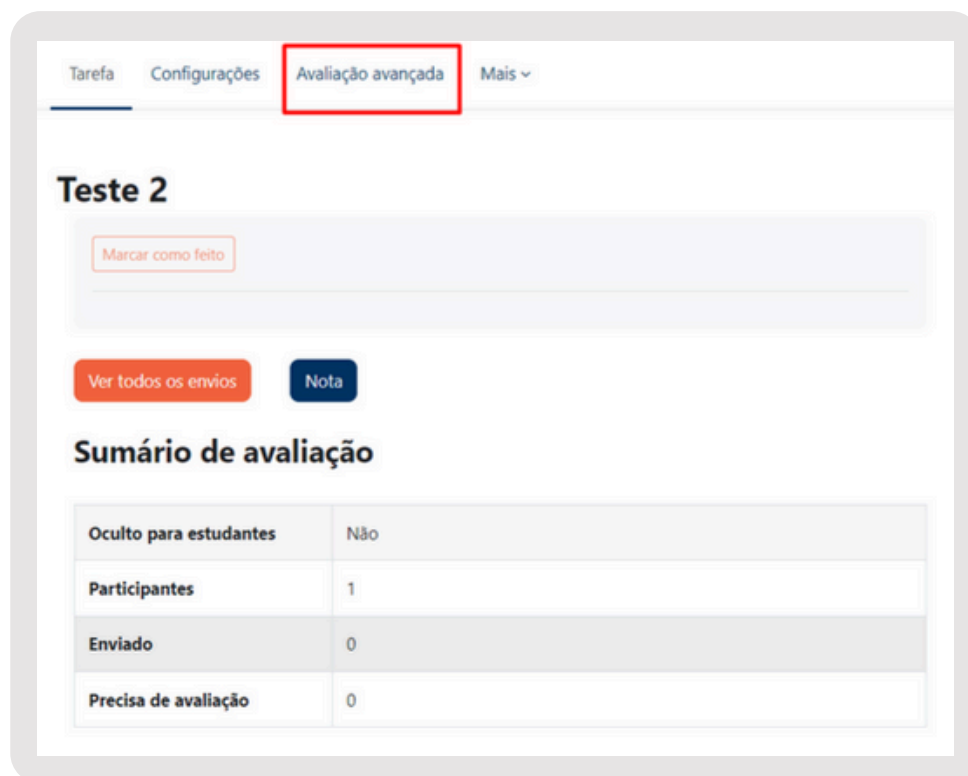 Tarefa Configurações Avaliação avançada Mais
Teste 2
Marcar como feito
Ver todos os envios Nota
Sumário de avaliação
Oculto para estudantes Não
Participantes 1
Enviado 0
Precisa de avaliação 0